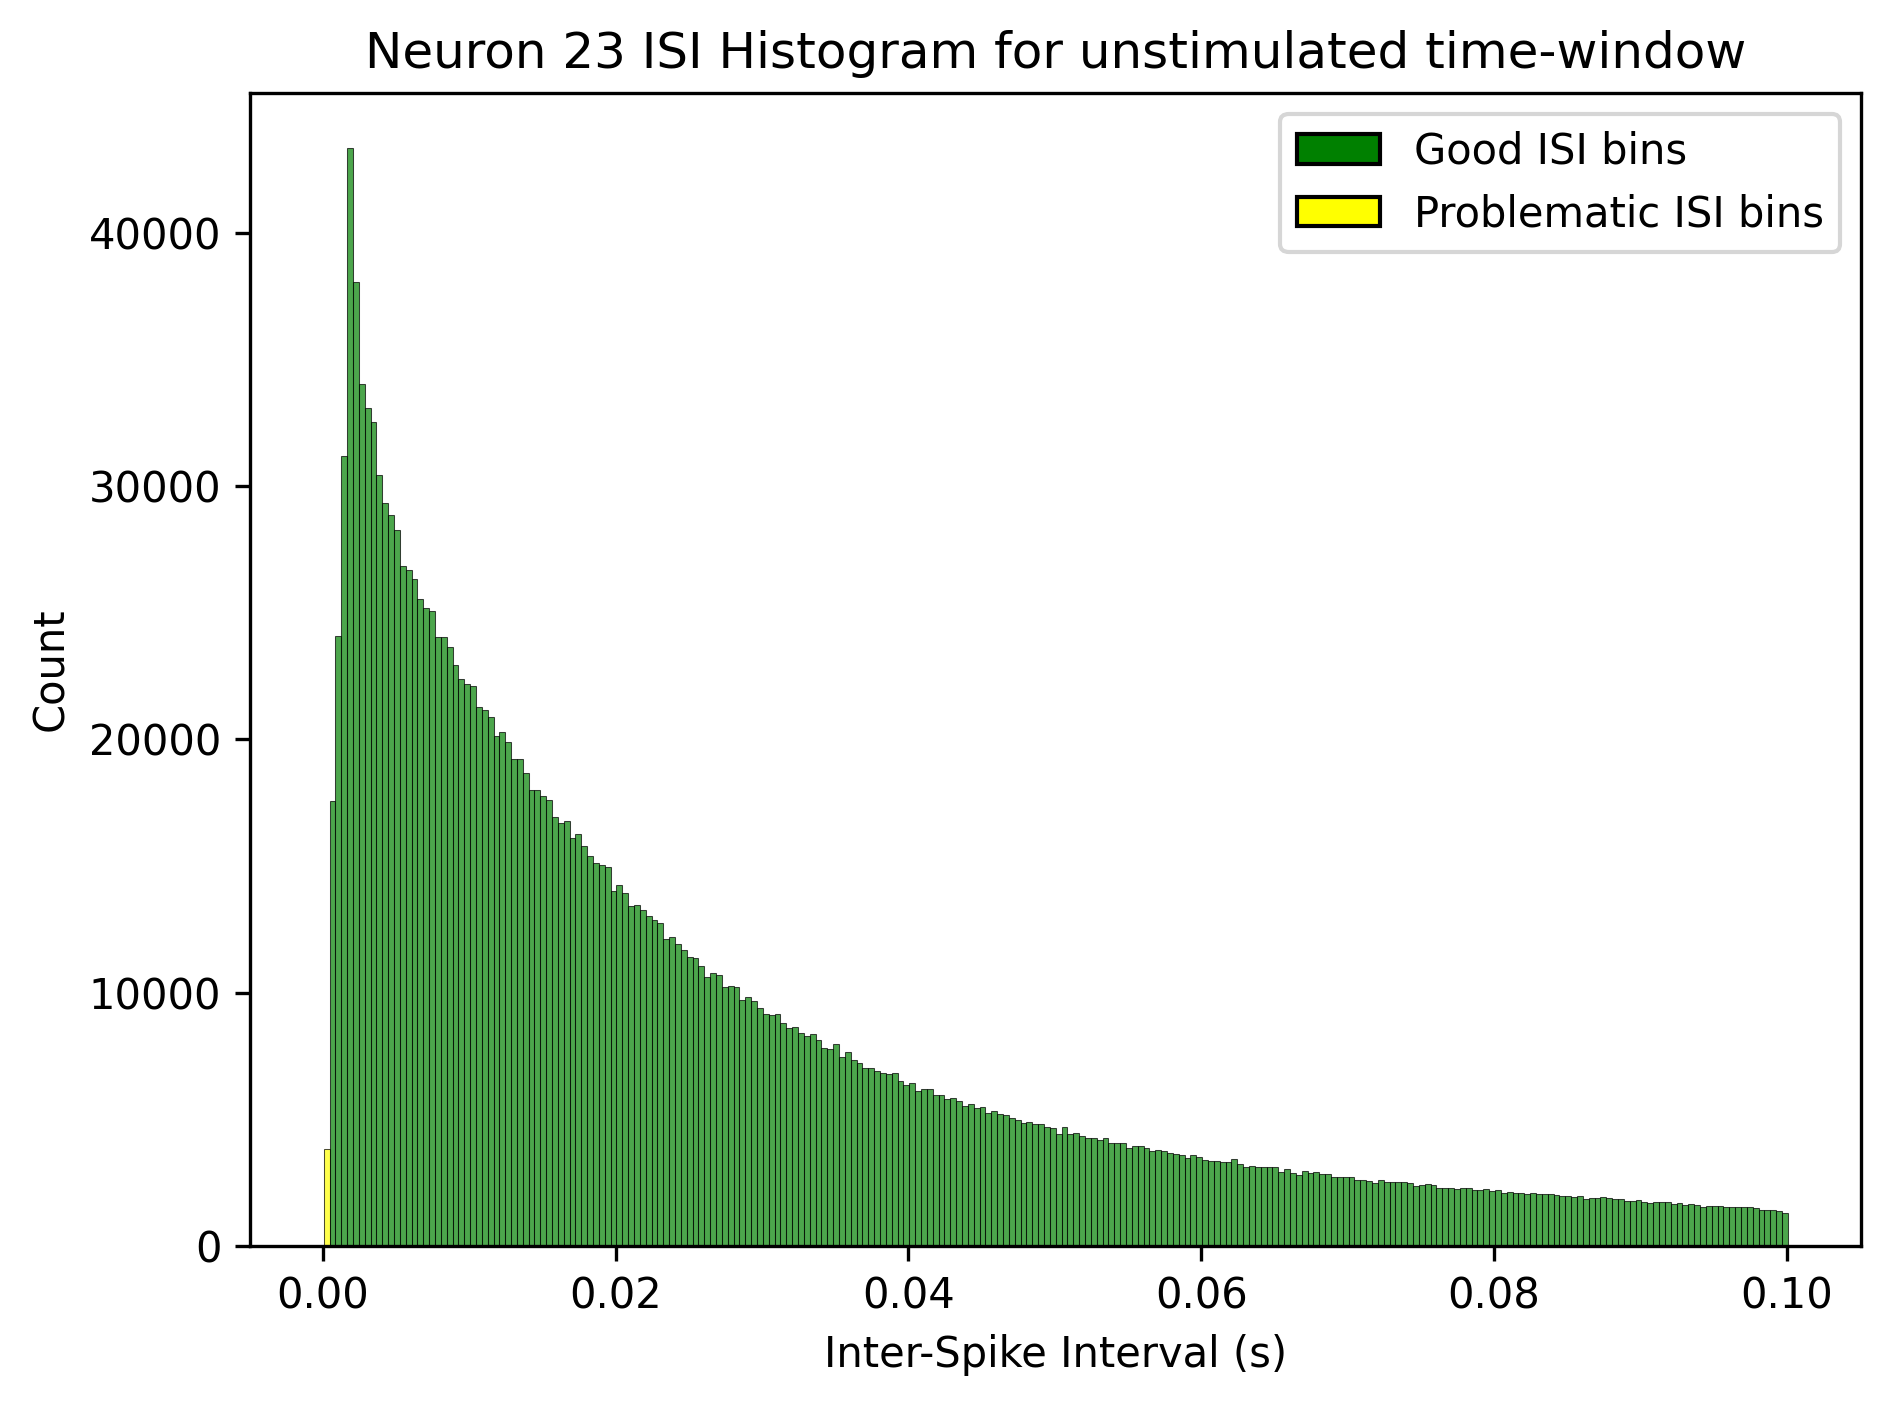 Neuron 23 ISI Histogram for unstimulated time-window
Good ISI bins
Problematic ISI bins
Count
40000
30000
20000
10000
0
0.00 0.02 0.04 0.06 0.08 0.10
Inter-Spike Interval (s)